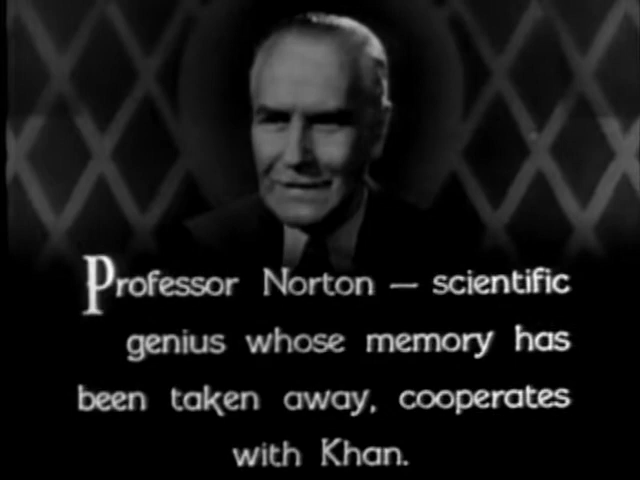 Professor Norton — scientific
genius whose memory has
been taken away, cooperates
with Khan.